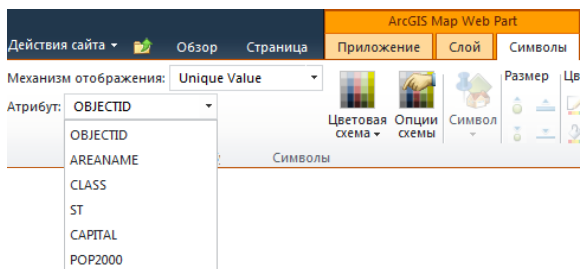 ArcGIS Map Web Part
Действия сайта Обзор Страница Приложение Слой Символы
Механизм отображения: Unique Value Размер Цв
Атрибут: OBJECTID
Цветовая схема Опции схемы Символ
OBJECTID
Символы
AREANAME
CLASS
ST
CAPITAL
POP2000